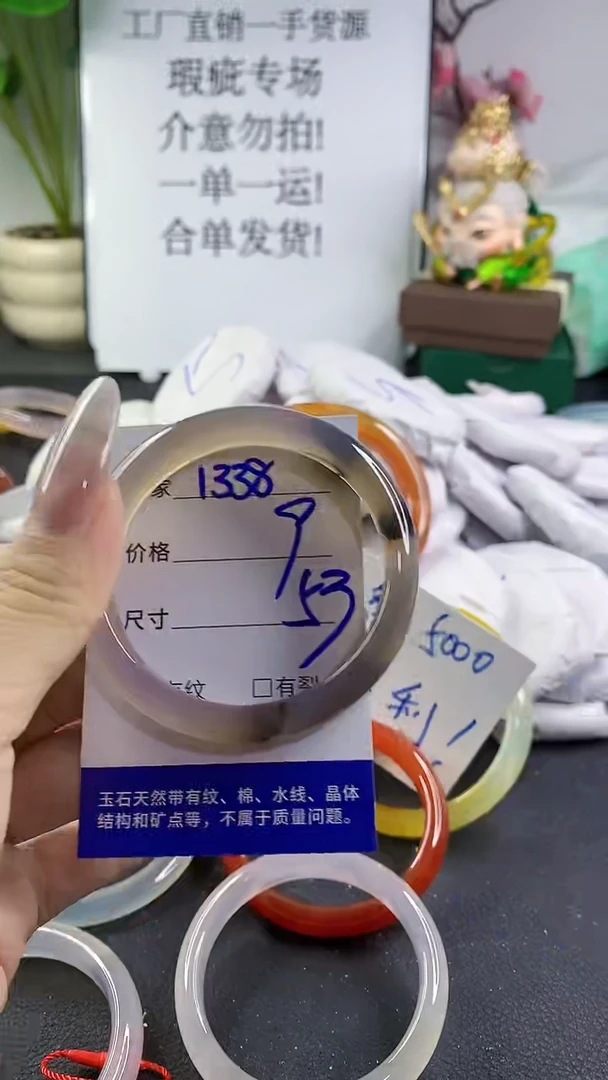 工厂直销一手货源
瑕疵专场
介意勿拍!
一单一运!
合单发货!
家 1338
价格 9
尺寸 53
纹 □有裂
5000
玉石天然带有纹、棉、水线、晶体
结构和矿点等，不属于质量问题。